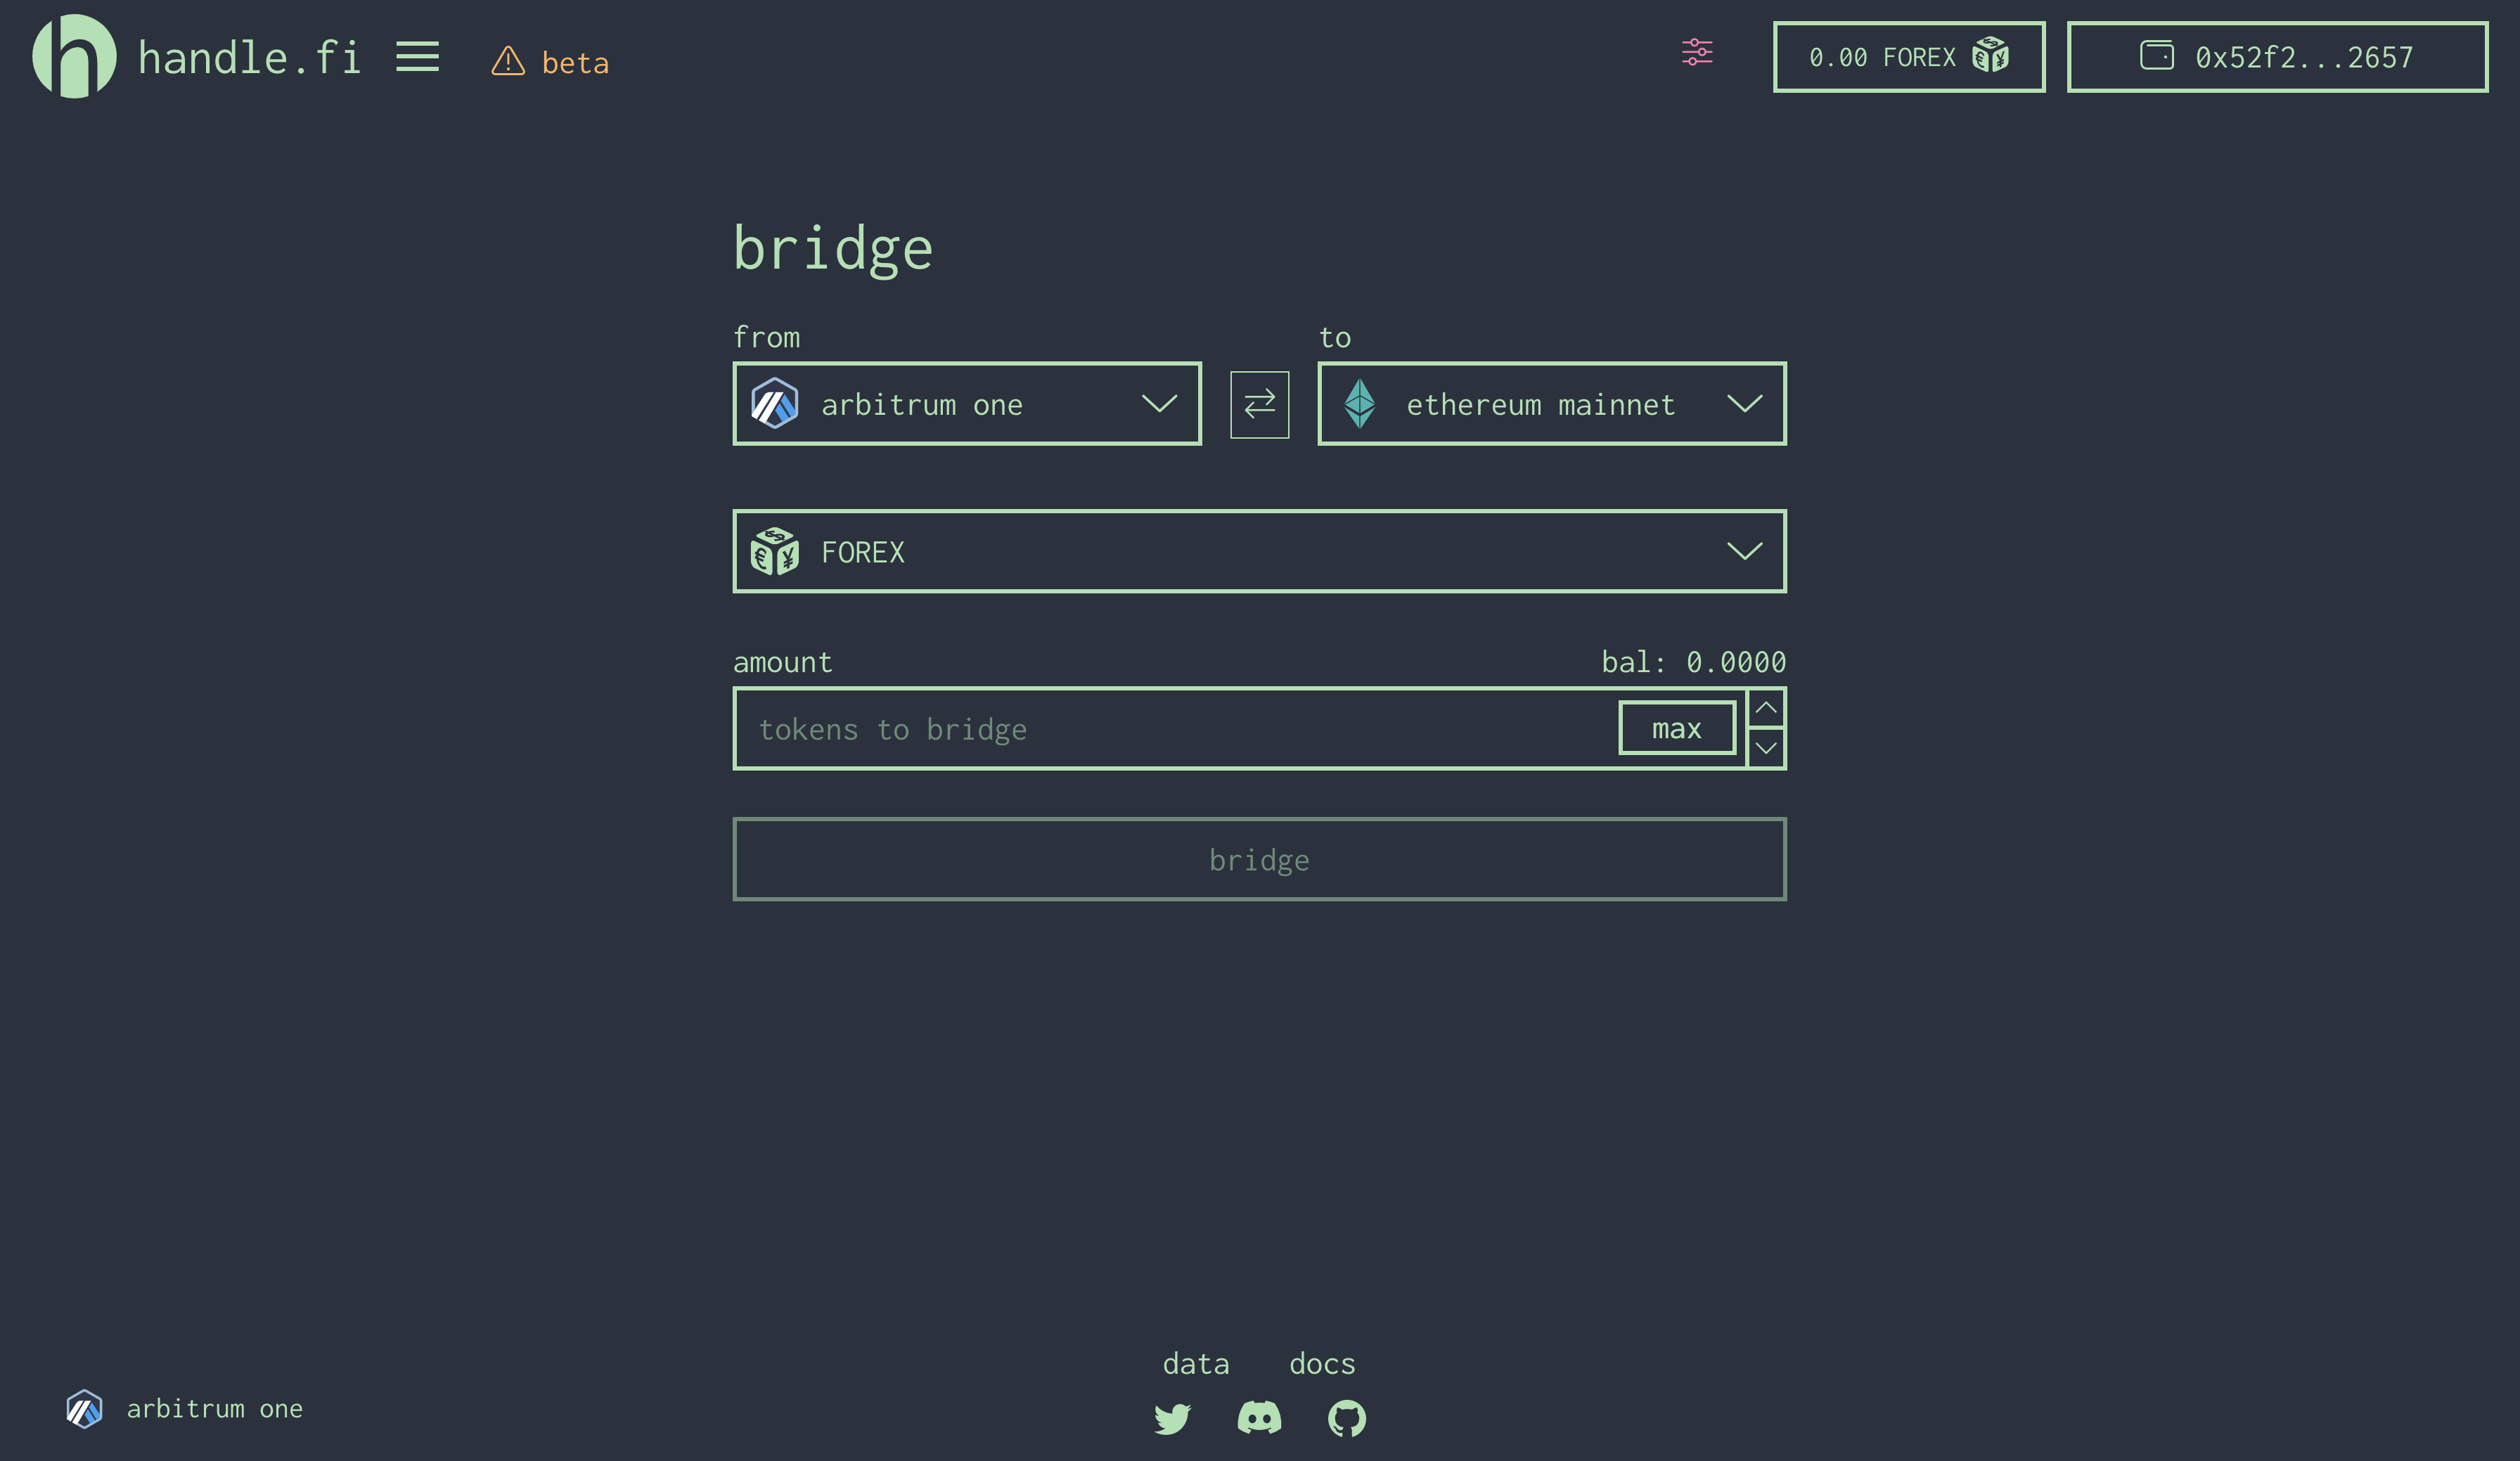 handle.fi beta 0.00 FOREX 0x52f2...2657
bridge
from to
arbitrum one ethereum mainnet
FOREX
amount bal: 0.0000
tokens to bridge max
bridge
data docs
arbitrum one